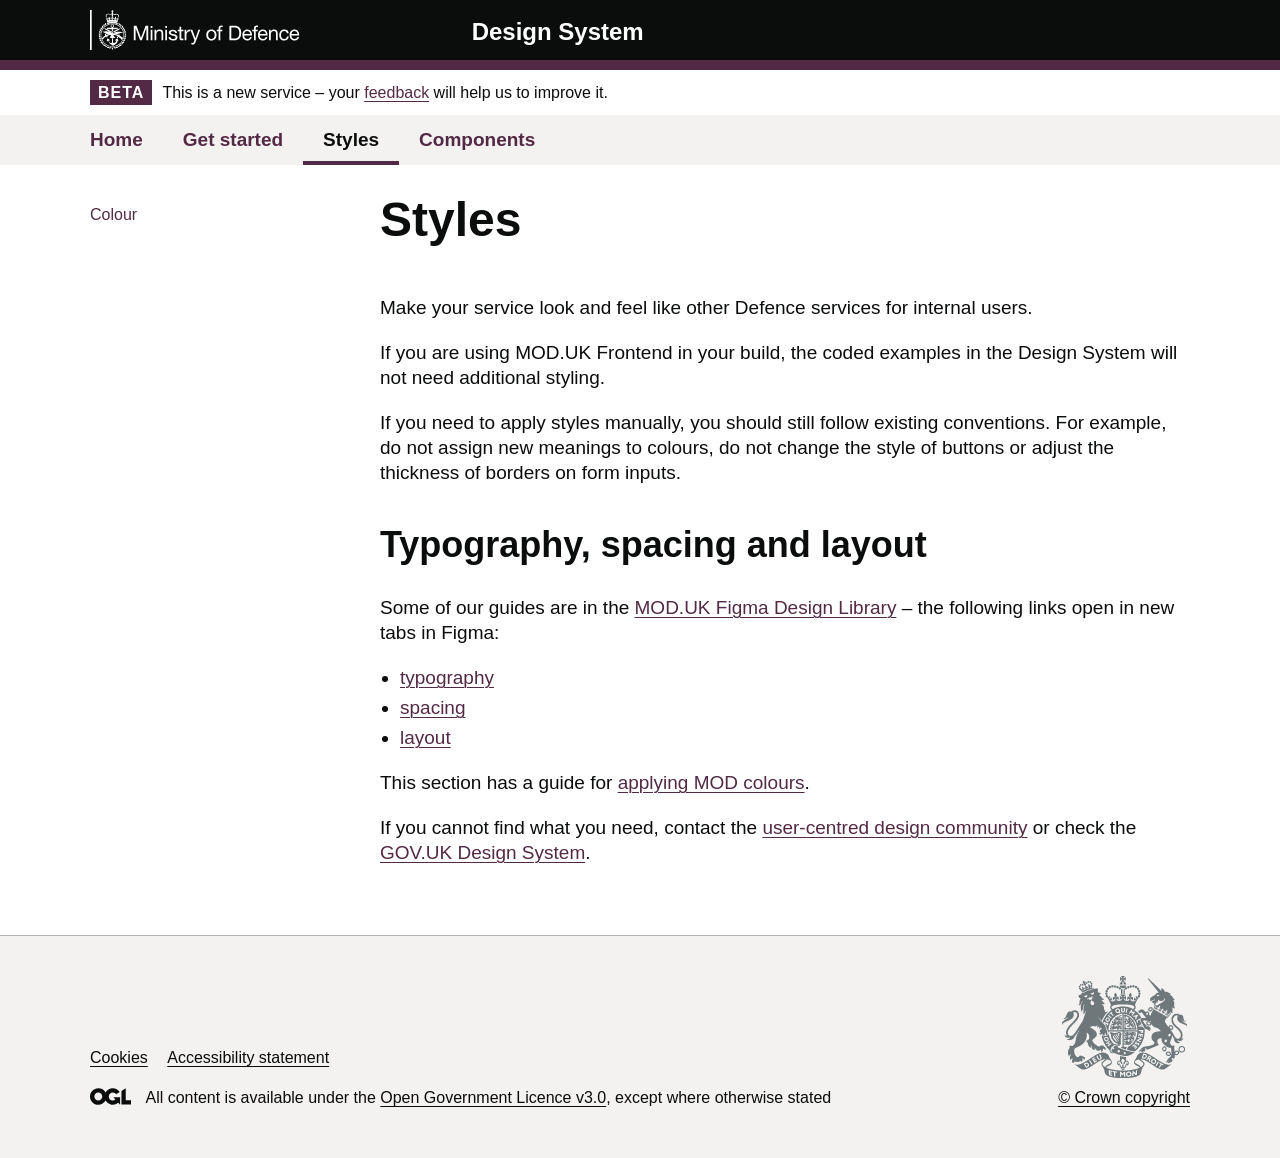 Ministry of Defence
Design System
BETA This is a new service – your feedback will help us to improve it.
Home Get started Styles Components
Colour
Styles
Make your service look and feel like other Defence services for internal users.
If you are using MOD.UK Frontend in your build, the coded examples in the Design System will
not need additional styling.
If you need to apply styles manually, you should still follow existing conventions. For example,
do not assign new meanings to colours, do not change the style of buttons or adjust the
thickness of borders on form inputs.
Typography, spacing and layout
Some of our guides are in the MOD.UK Figma Design Library – the following links open in new
tabs in Figma:
typography
spacing
layout
This section has a guide for applying MOD colours.
If you cannot find what you need, contact the user-centred design community or check the
GOV.UK Design System.
Cookies Accessibility statement
OGL All content is available under the Open Government Licence v3.0, except where otherwise stated
DIEU ET MON DROIT
© Crown copyright